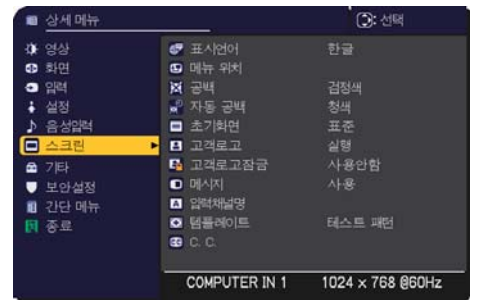 상세 메뉴
: 선택
영상
화면
입력
설정
음성입력
스크린
기타
보안설정
간단 메뉴
종료
표시언어 한글
메뉴 위치
공백 검정색
자동 공백 청색
초기화면 표준
고객로고 실행
고객로고잠금 사용안함
메시지 사용
입력채널명
템플레이트 테스트 패턴
C. C.
COMPUTER IN 1 1024 x 768 @60Hz